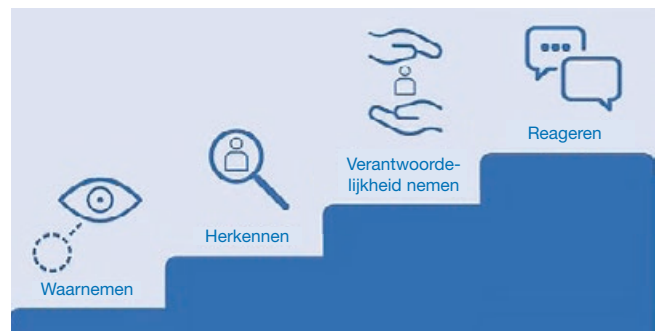 Waarnemen
Herkennen
Verantwoorde-
lijkheid nemen
Reageren